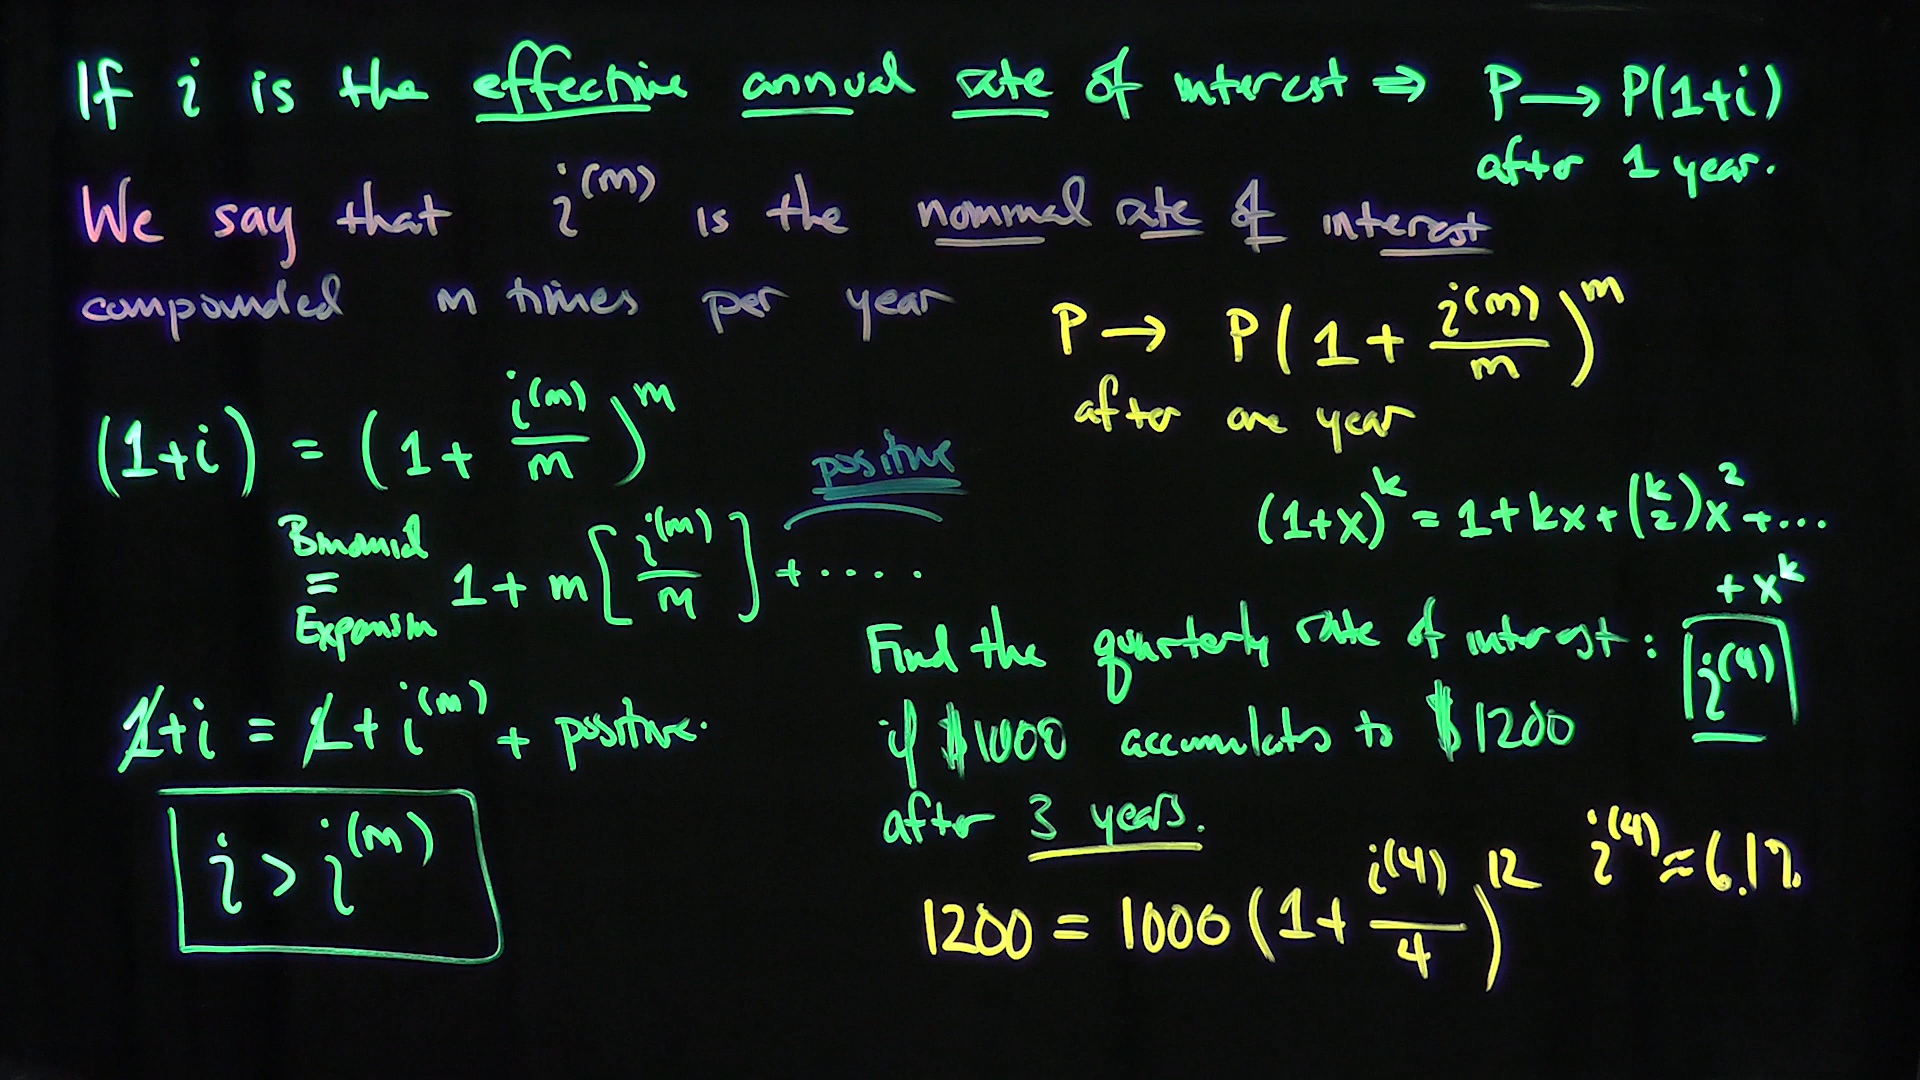 If i is the effective annual rate of interest ⇒ P → P(1+i)
after 1 year.
We say that i^(m) is the nominal rate of interest
compounded m times per year
P → P(1 + i^(m)/m)^m
after one year
(1+i) = (1 + i^(m)/m)^m
positive
(1+x)^k = 1 + kx + (k 2)x^2 + ...
+ x^k
Binomial
= 1 + m[i^(m)/m] + ....
Expansion
1+i = 1 + i^(m) + positive.
i > i^(m)
Find the quarterly rate of interest: i^(4)
if $1000 accumulates to $1200
after 3 years.
1200 = 1000(1 + i^(4)/4)^12
i^(4) ≈ 6.1%